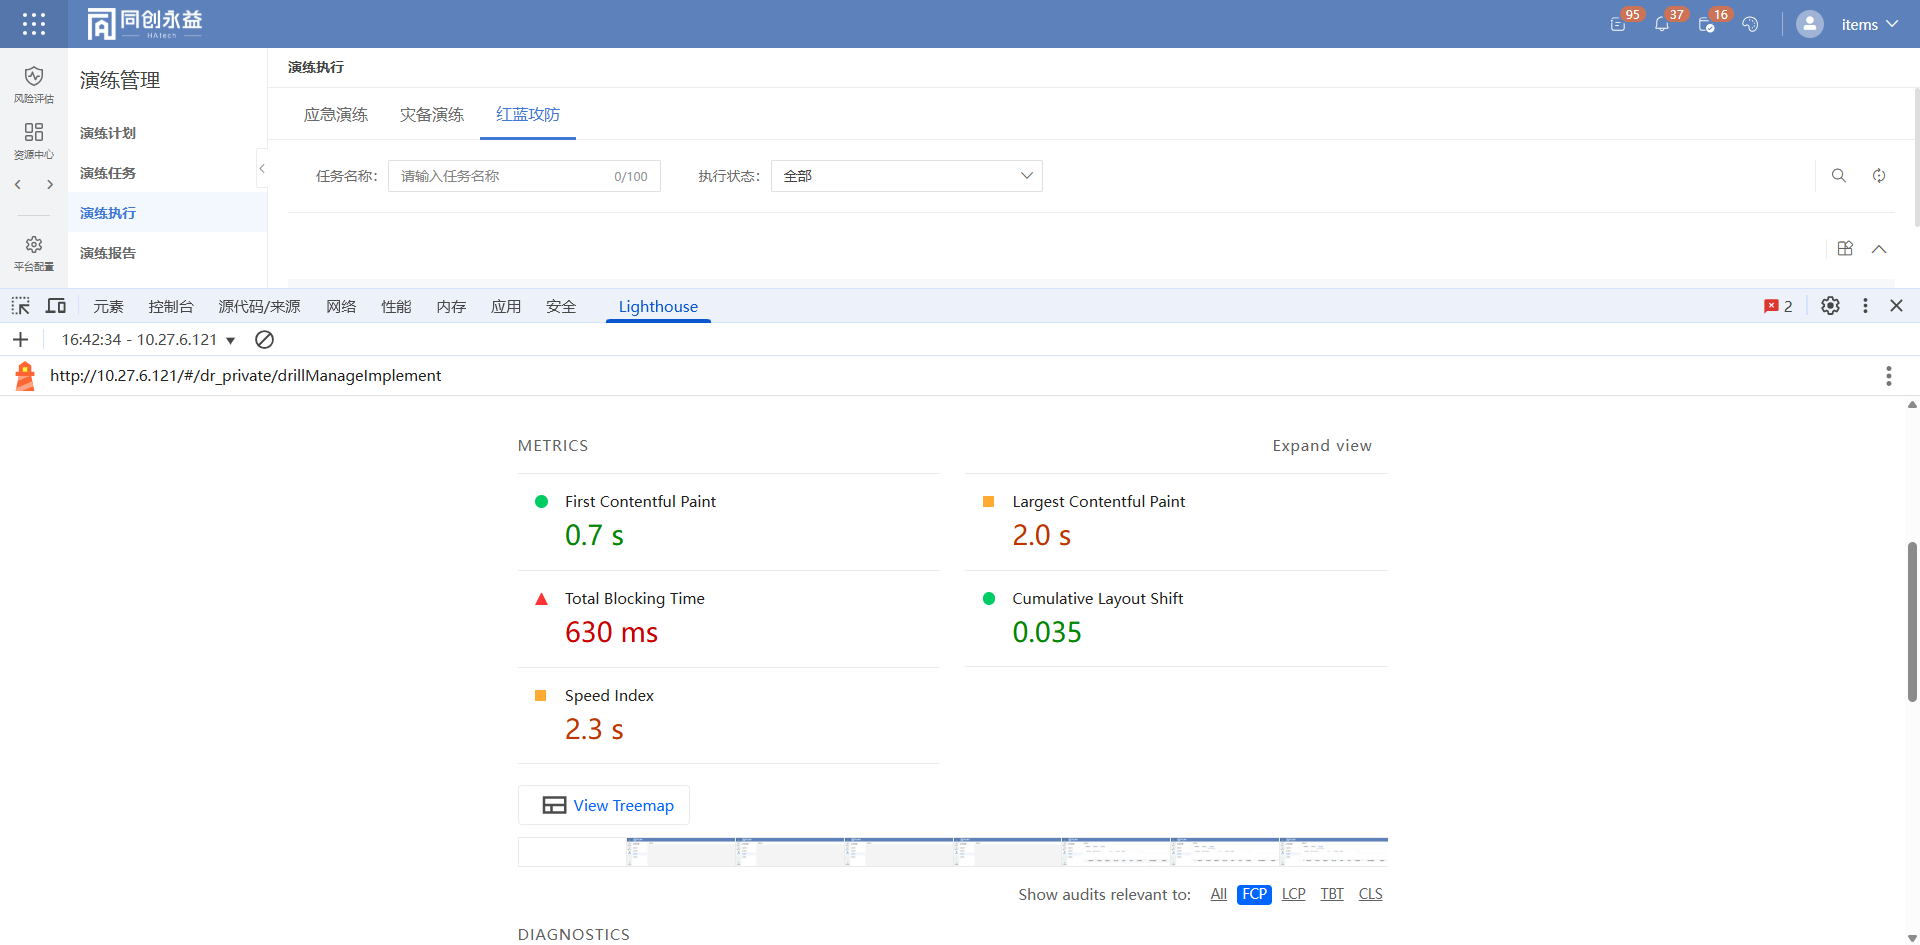 同创永益
HAtech
95
37
16
items
风险评估
资源中心
平台配置
演练管理
演练计划
演练任务
演练执行
演练报告
演练执行
应急演练
灾备演练
红蓝攻防
任务名称：
请输入任务名称
0/100
执行状态：
全部
元素
控制台
源代码/来源
网络
性能
内存
应用
安全
Lighthouse
2
16:42:34 - 10.27.6.121
http://10.27.6.121/#/dr_private/drillManageImplement
METRICS
Expand view
First Contentful Paint
0.7 s
Largest Contentful Paint
2.0 s
Total Blocking Time
630 ms
Cumulative Layout Shift
0.035
Speed Index
2.3 s
View Treemap
Show audits relevant to: All FCP LCP TBT CLS
DIAGNOSTICS